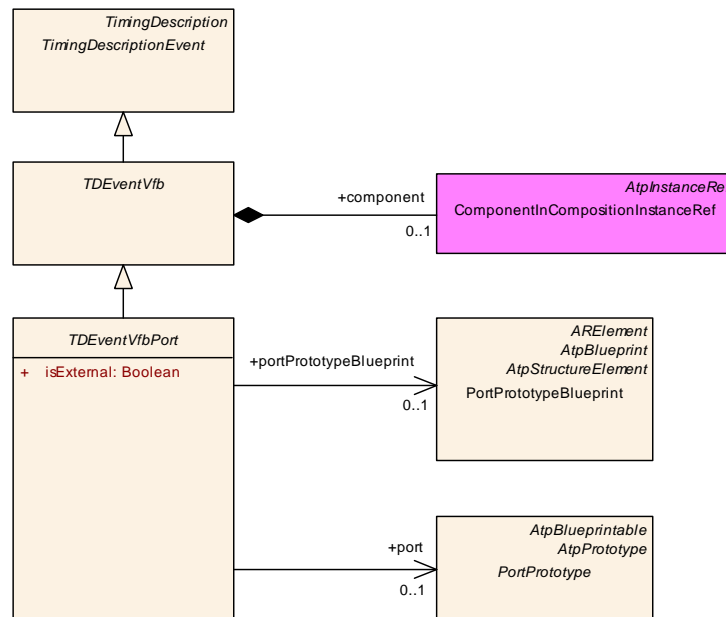 TimingDescription
TimingDescriptionEvent
TDEventVfb
+component
0..1
AtpInstanceRef
ComponentInCompositionInstanceRef
TDEventVfbPort
+ isExternal: Boolean
+portPrototypeBlueprint
0..1
ARElement
AtpBlueprint
AtpStructureElement
PortPrototypeBlueprint
+port
0..1
AtpBlueprintable
AtpPrototype
PortPrototype